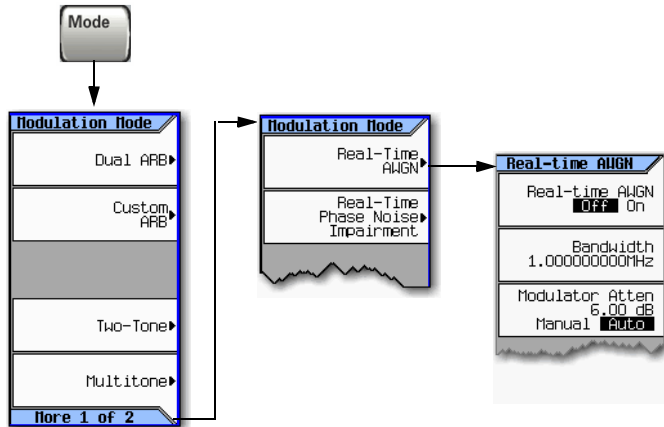 Mode
Modulation Mode
Dual ARB
Custom
ARB
Two-Tone
Multitone
More 1 of 2
Modulation Mode
Real-Time
AWGN
Real-Time
Phase Noise
Impairment
Real-time AWGN
Real-time AWGN
Off On
Bandwidth
1.000000000MHz
Modulator Atten
6.00 dB
Manual Auto